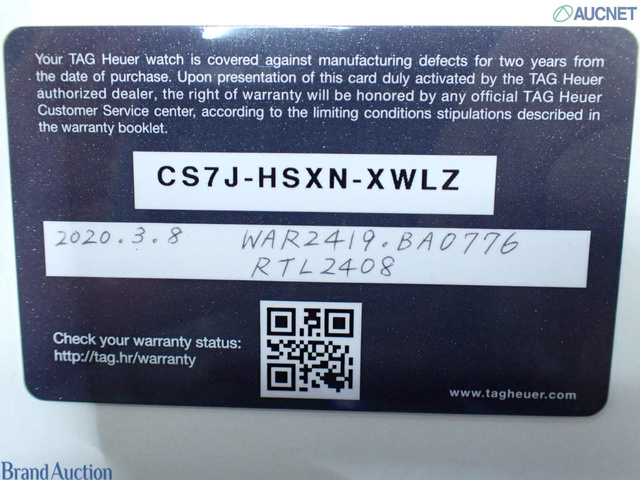 AUCNET
Your TAG Heuer watch is covered against manufacturing defects for two years from
the date of purchase. Upon presentation of this card duly activated by the TAG Heuer
authorized dealer, the right of warranty will be honored by any official TAG Heuer
Customer Service center, according to the limiting conditions stipulations described in
the warranty booklet.
CS7J-HSXN-XWLZ
2020.3.8 WAR2419.BA0776
RTL2408
Check your warranty status:
http://tag.hr/warranty
www.tagheuer.com
Brand Auction